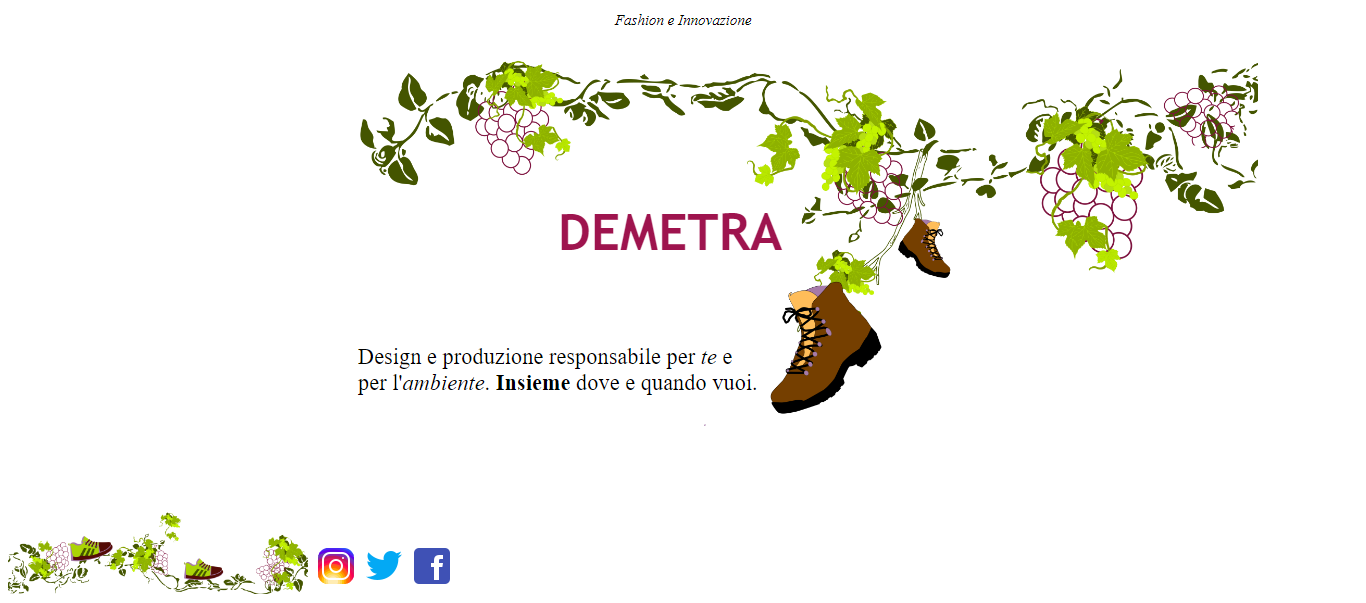 Fashion e Innovazione
DEMETRA
Design e produzione responsabile per te e
per l'ambiente. Insieme dove e quando vuoi.